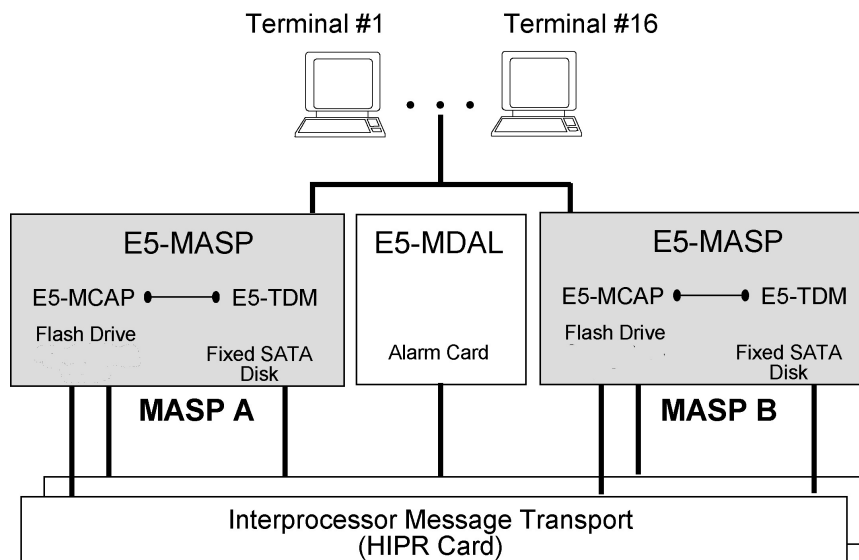 Terminal #1
Terminal #16
E5-MASP
E5-MCAP
E5-TDM
Flash Drive
Fixed SATA
Disk
MASP A
E5-MDAL
Alarm Card
E5-MASP
E5-MCAP
E5-TDM
Flash Drive
Fixed SATA
Disk
MASP B
Interprocessor Message Transport
(HIPR Card)